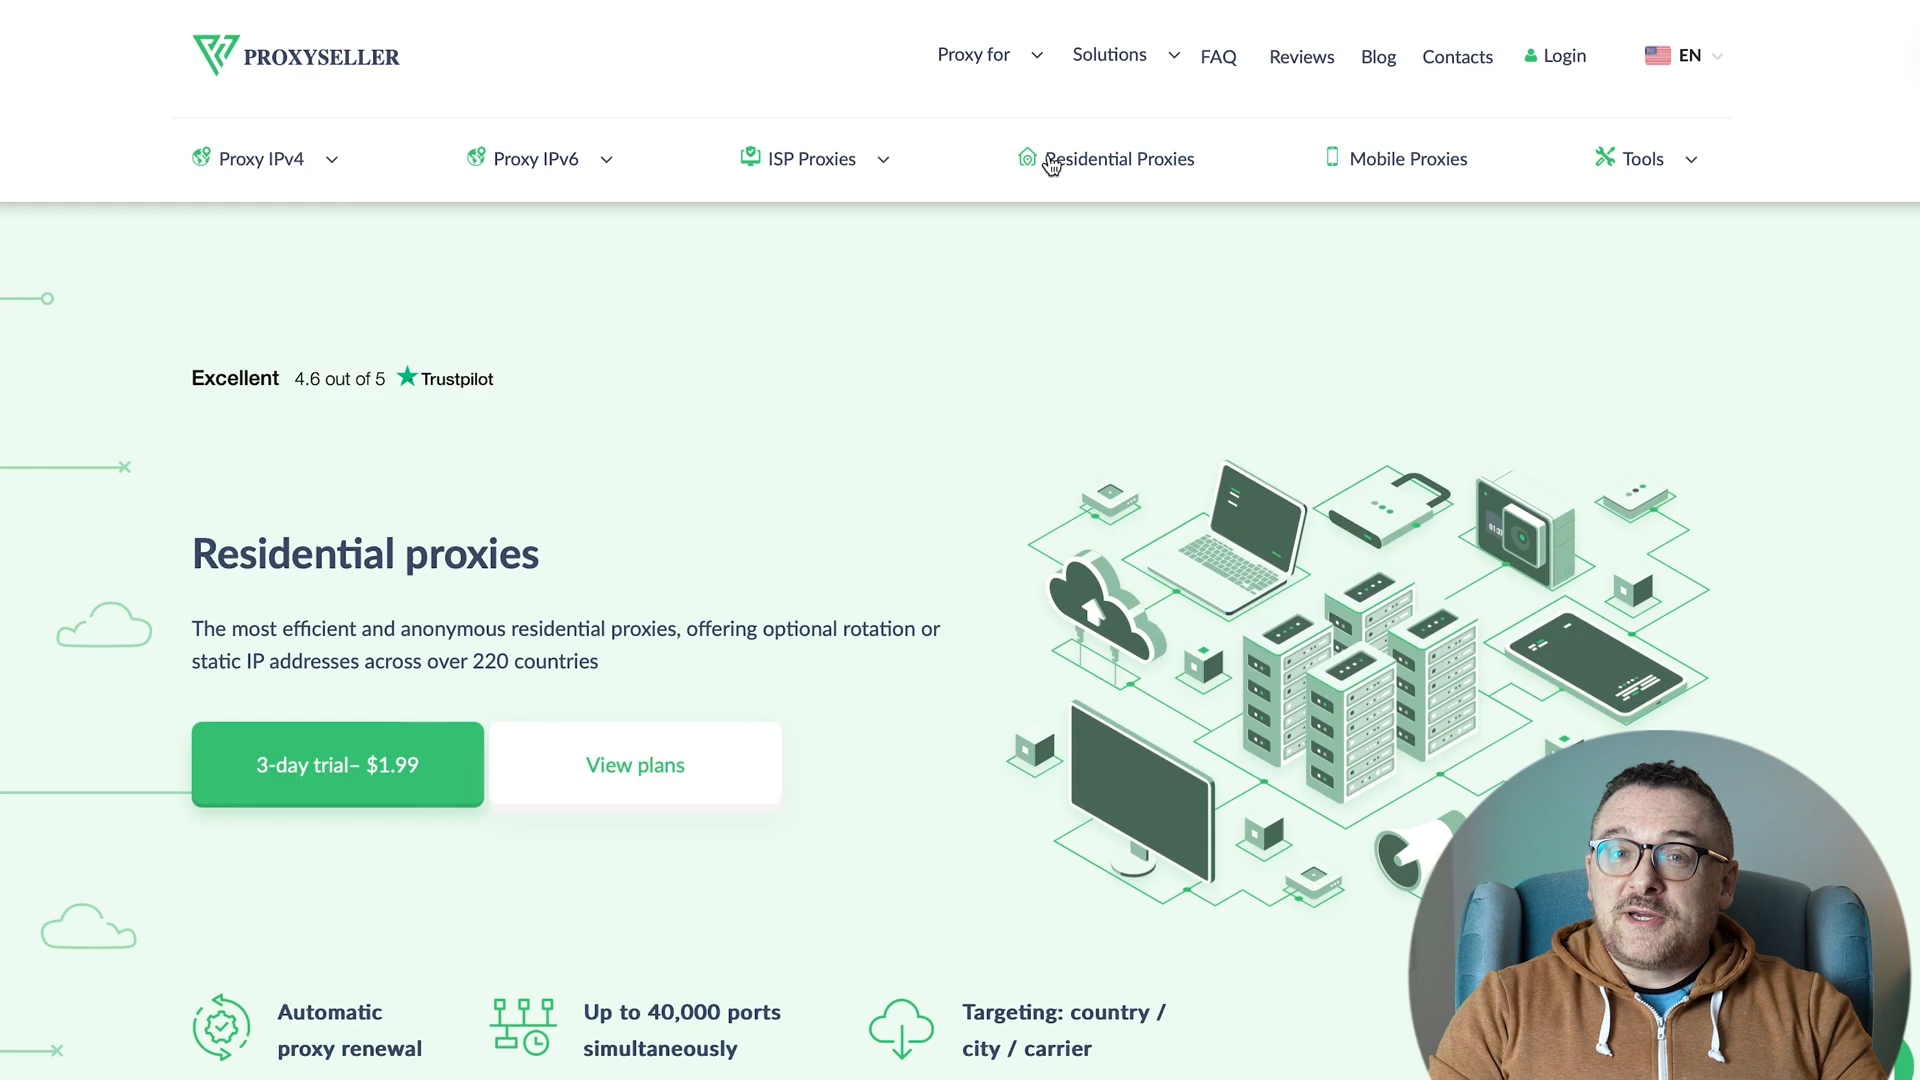 PROXYSELLER
Proxy for
Solutions
FAQ
Reviews
Blog
Contacts
Login
EN
Proxy IPv4
Proxy IPv6
ISP Proxies
Residential Proxies
Mobile Proxies
Tools
Excellent 4.6 out of 5 Trustpilot
Residential proxies
The most efficient and anonymous residential proxies, offering optional rotation or
static IP addresses across over 220 countries
3-day trial– $1.99
View plans
Automatic
proxy renewal
Up to 40,000 ports
simultaneously
Targeting: country /
city / carrier